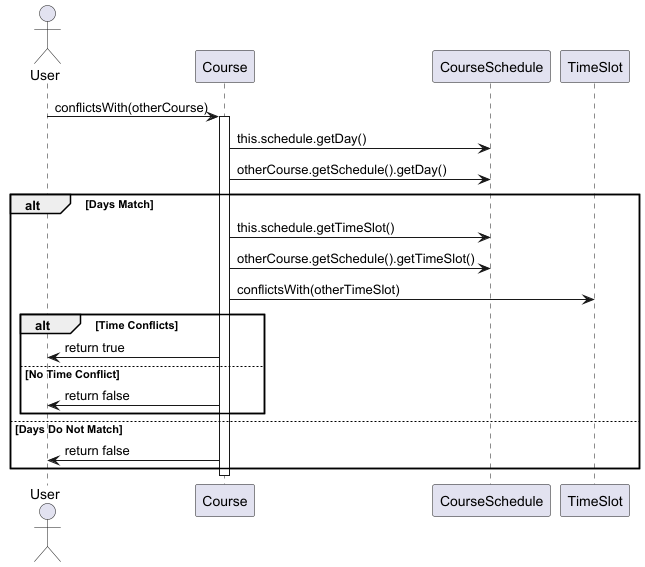 User
Course
CourseSchedule
TimeSlot
conflictsWith(otherCourse)
this.schedule.getDay()
otherCourse.getSchedule().getDay()
alt [Days Match]
this.schedule.getTimeSlot()
otherCourse.getSchedule().getTimeSlot()
conflictsWith(otherTimeSlot)
alt [Time Conflicts]
return true
[No Time Conflict]
return false
[Days Do Not Match]
return false
User
Course
CourseSchedule
TimeSlot